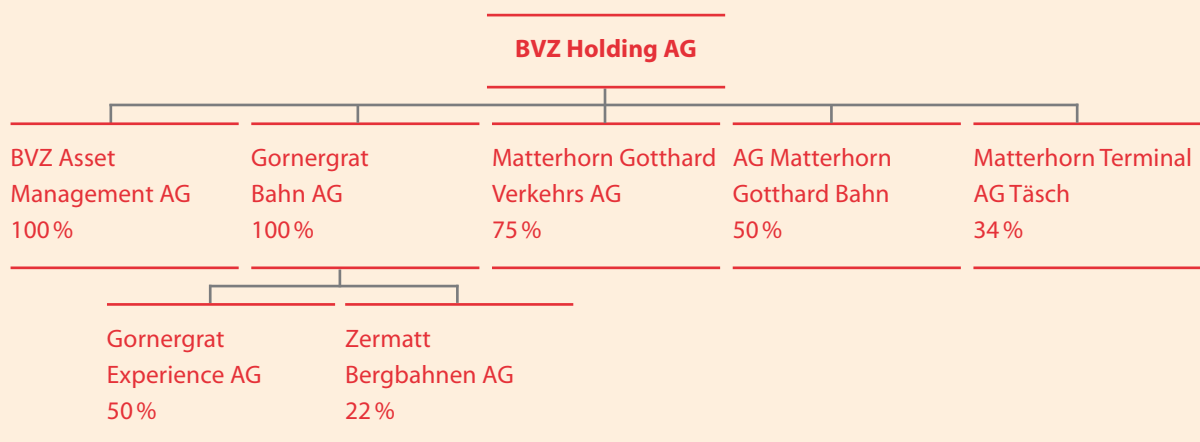 BVZ Holding AG
BVZ Asset
Management AG
100 %
Gornergrat
Bahn AG
100 %
Matterhorn Gotthard
Verkehrs AG
75 %
AG Matterhorn
Gotthard Bahn
50 %
Matterhorn Terminal
AG Täsch
34 %
Gornergrat
Experience AG
50 %
Zermatt
Bergbahnen AG
22 %